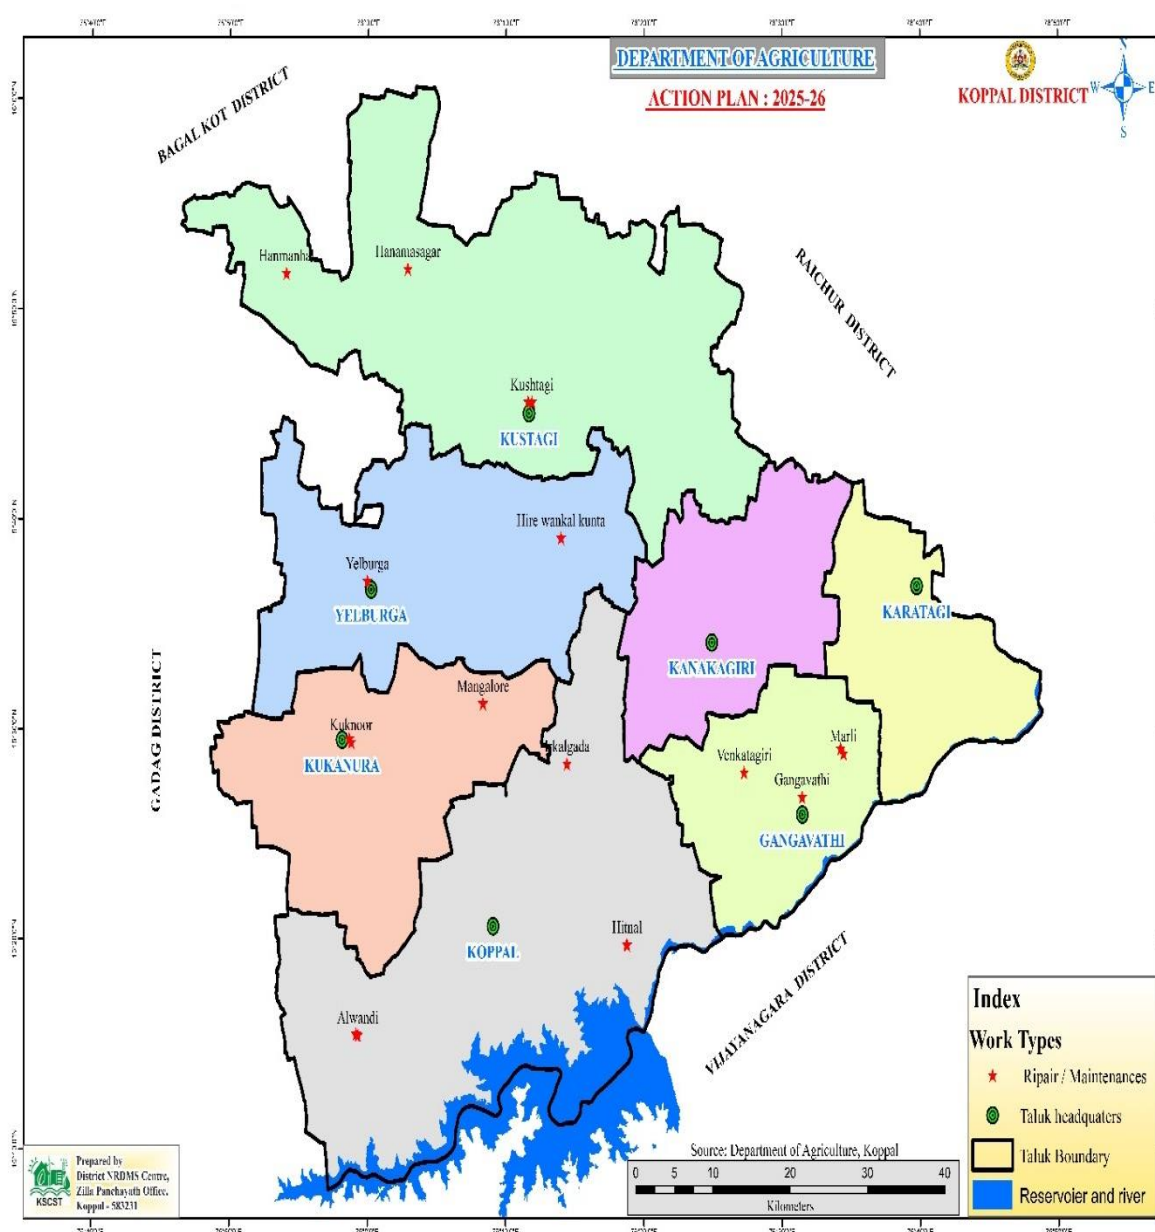 DEPARTMENT OF AGRICULTURE
ACTION PLAN : 2025-26
KOPPAL DISTRICT
N
W
E
S
BAGAL KOT DISTRICT
RAICHUR DISTRICT
GADAG DISTRICT
VIJAYANAGARA DISTRICT
Hanamasagar
Kushtagi
KUSTAGI
Hire wankal kunta
Yelburga
YELBURGA
KARATAGI
KANAKAGIRI
Mangalore
Kuknoor
KUKANURA
Marli
Venkatagiri
Gangavathi
GANGAVATHI
KOPPAL
Hitnal
Alwandi
Index
Work Types
Ripair / Maintenances
Taluk headquaters
Taluk Boundary
Reservoier and river
Source: Department of Agriculture, Koppal
0 5 10 20 30 40
Kilometers
KSCST
Prepared by
District NRDMS Centre,
Zilla Panchayath Office.
Koppal - 583231